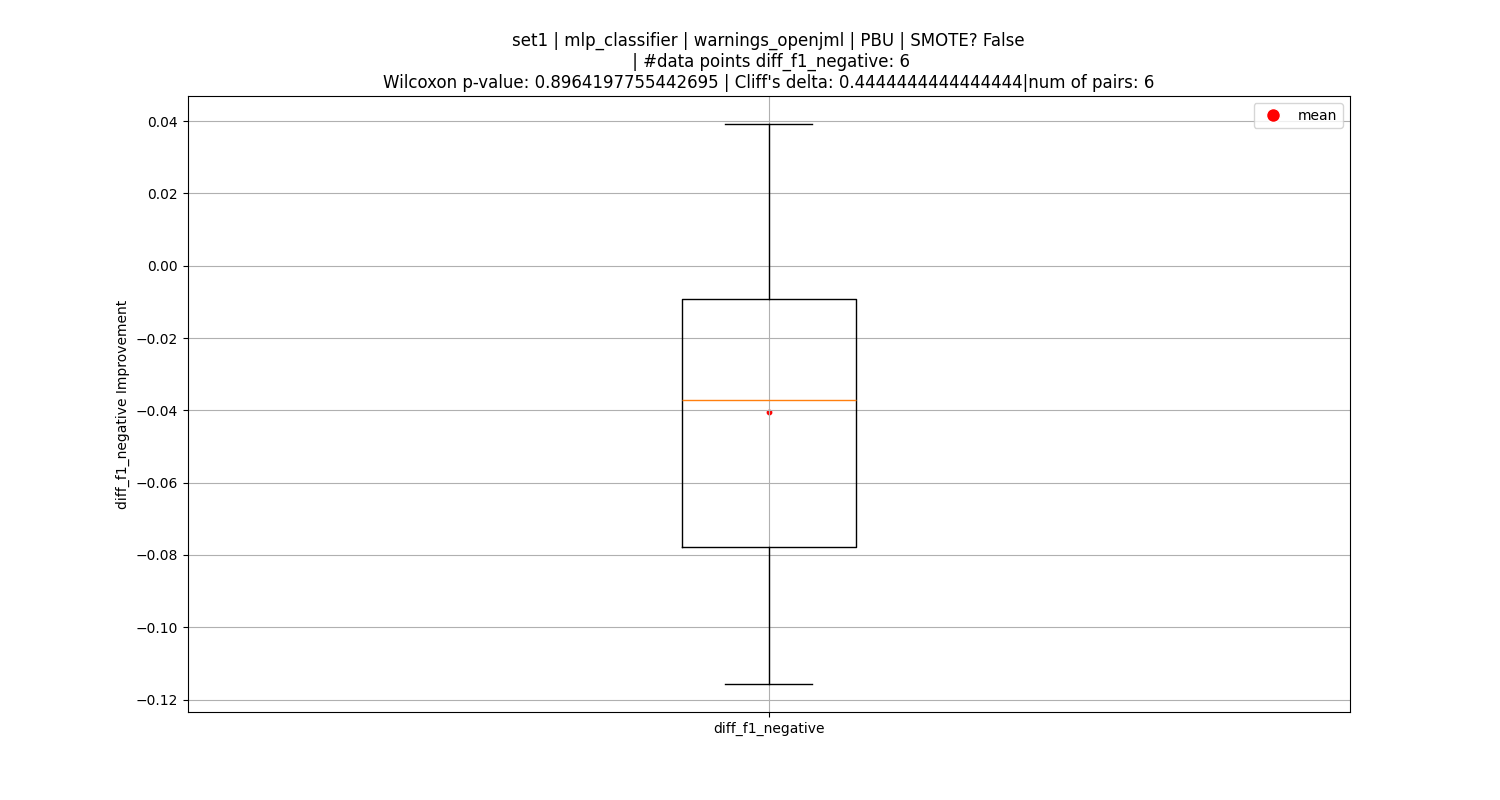 set1 | mlp_classifier | warnings_openjml | PBU | SMOTE? False
| #data points diff_f1_negative: 6
Wilcoxon p-value: 0.8964197755442695 | Cliff's delta: 0.4444444444444444|num of pairs: 6
mean
0.04
0.02
0.00
−0.02
−0.04
−0.06
−0.08
−0.10
−0.12
diff_f1_negative Improvement
diff_f1_negative